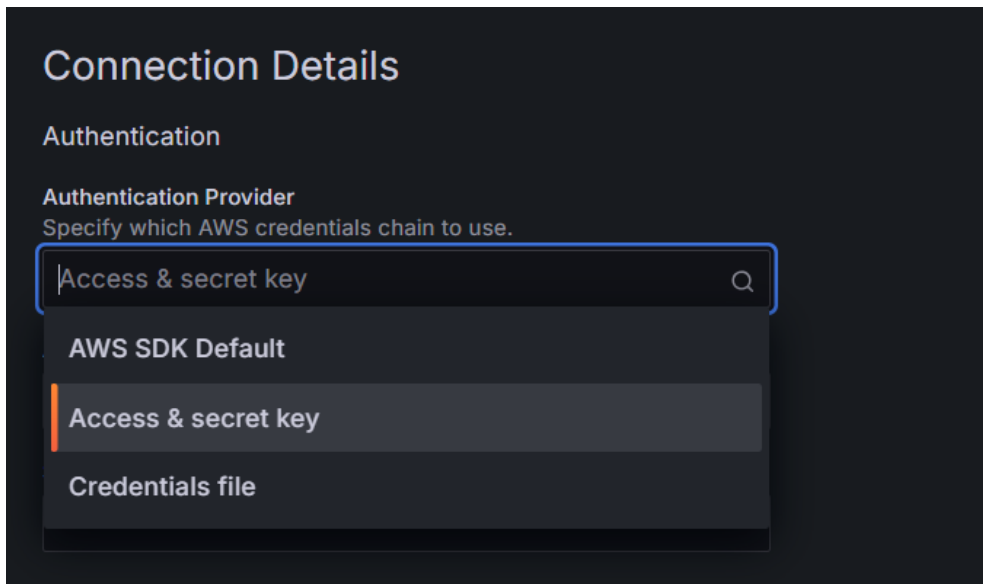 Connection Details
Authentication
Authentication Provider
Specify which AWS credentials chain to use.
Access & secret key
AWS SDK Default
Access & secret key
Credentials file